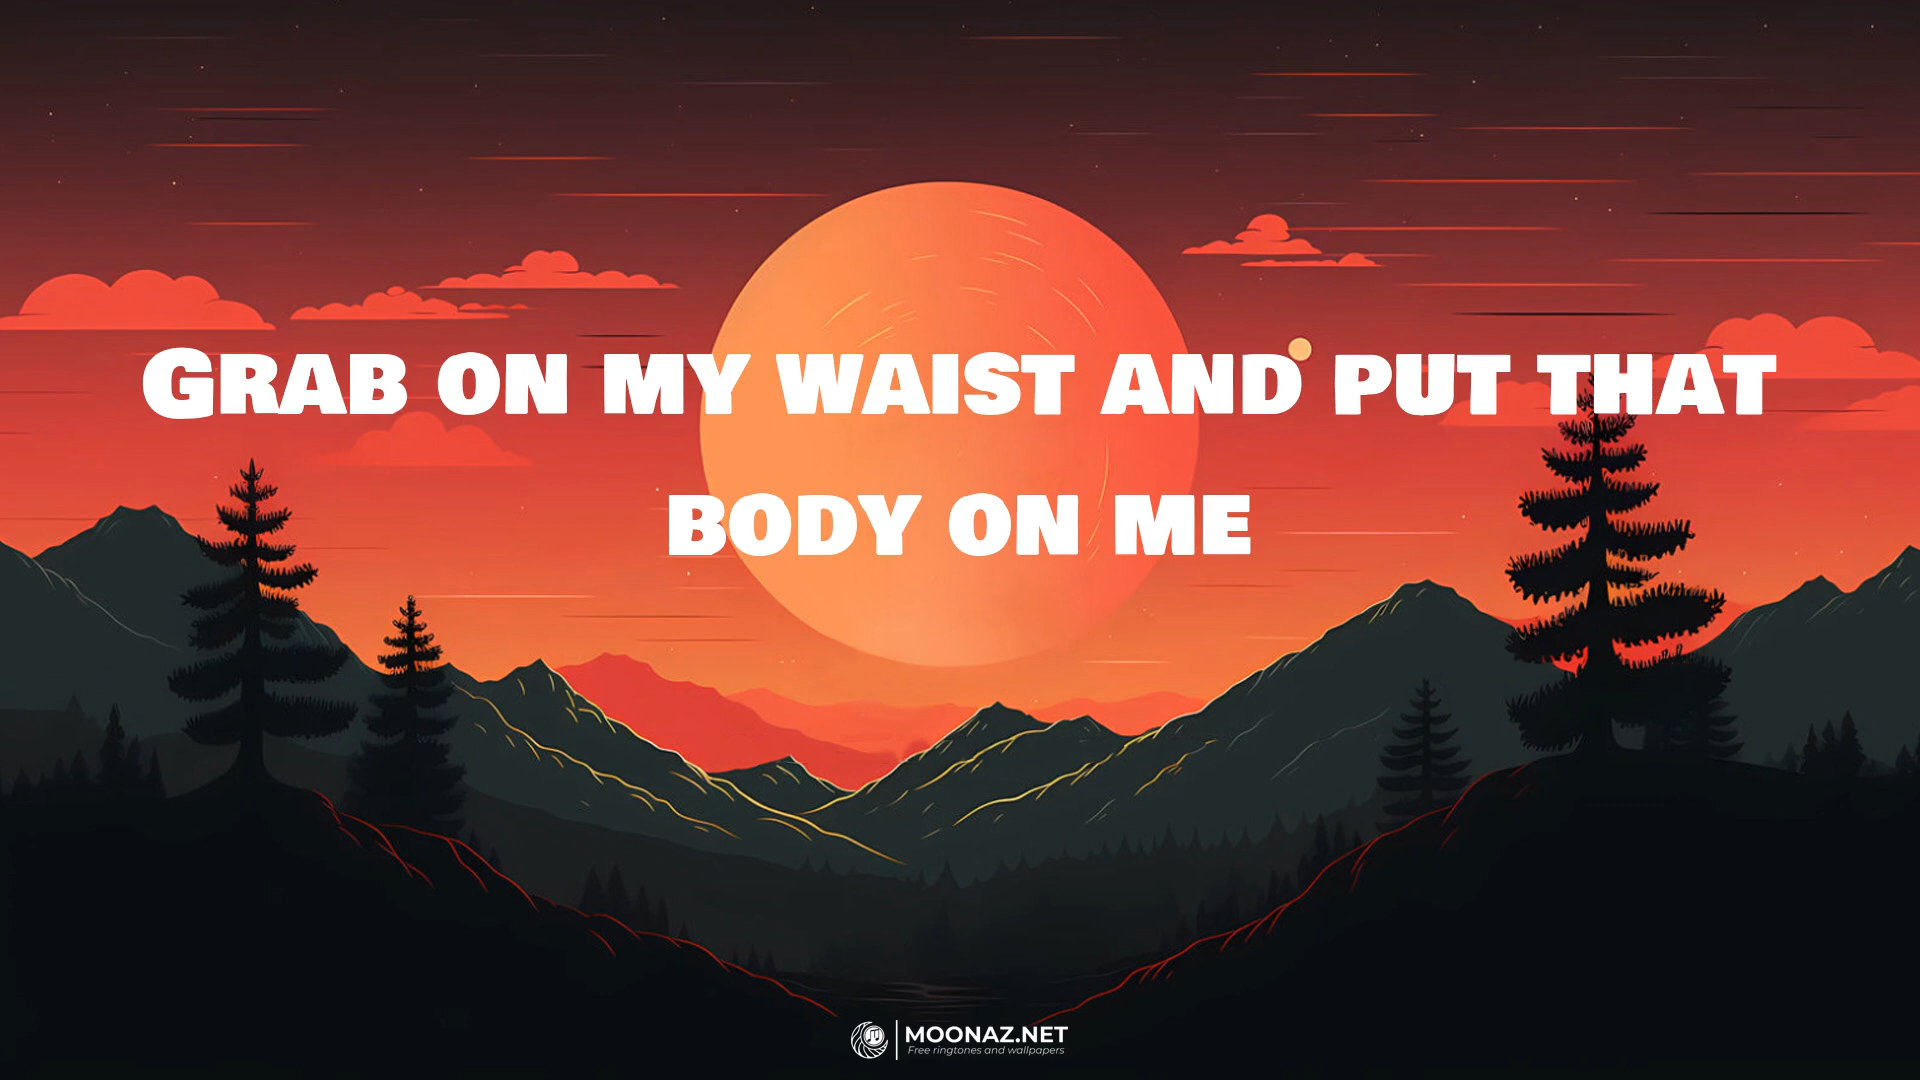 Grab on my waist and put that
body on me
MOONAZ.NET
Free ringtones and wallpapers